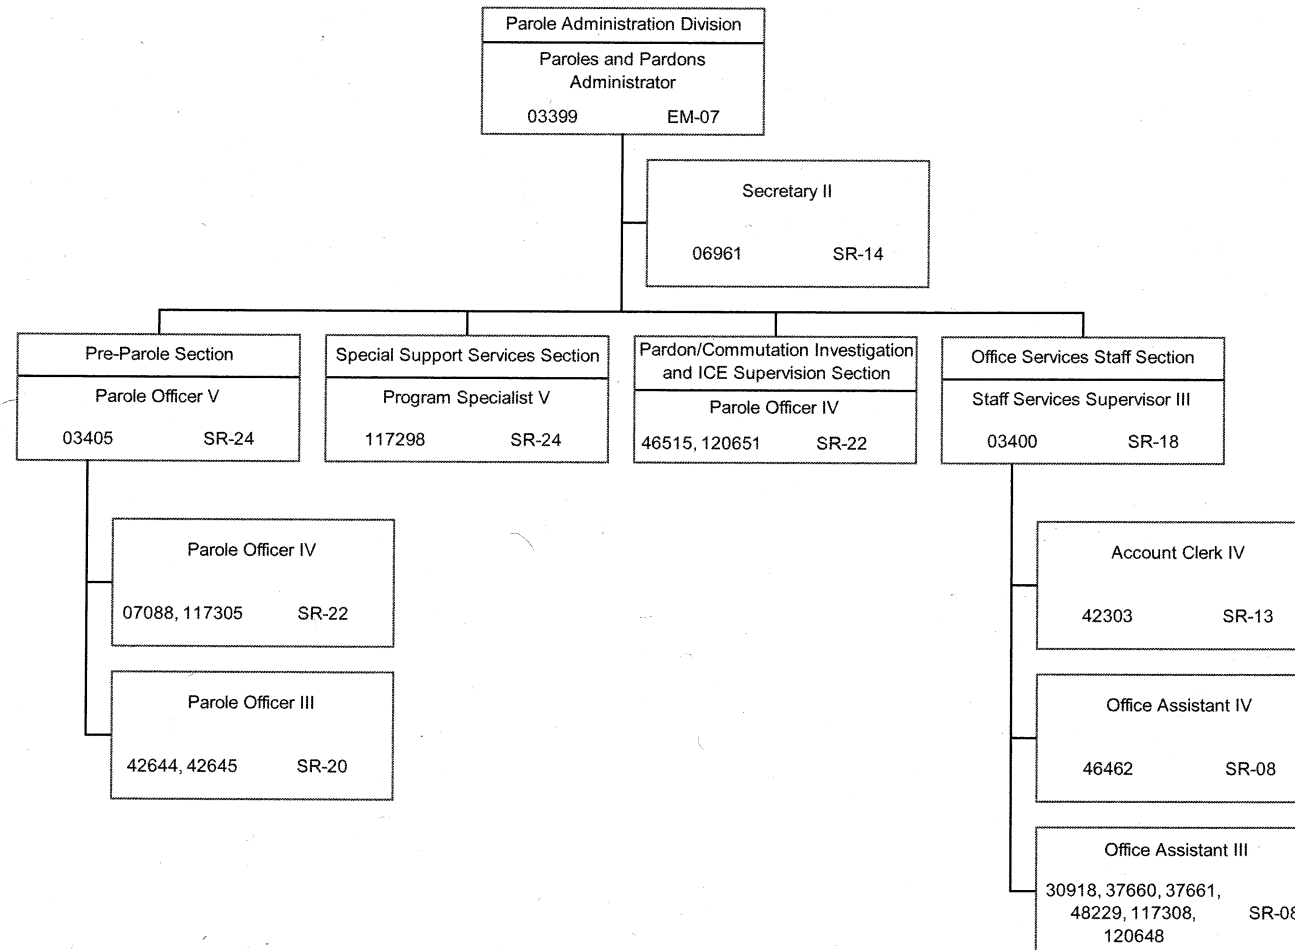 Parole Administration Division
Paroles and Pardons
Administrator
03399 EM-07
Secretary II
06961 SR-14
Pre-Parole Section
Parole Officer V
03405 SR-24
Special Support Services Section
Program Specialist V
117298 SR-24
Pardon/Commutation Investigation
and ICE Supervision Section
Parole Officer IV
46515, 120651 SR-22
Office Services Staff Section
Staff Services Supervisor III
03400 SR-18
Parole Officer IV
07088, 117305 SR-22
Parole Officer III
42644, 42645 SR-20
Account Clerk IV
42303 SR-13
Office Assistant IV
46462 SR-08
Office Assistant III
30918, 37660, 37661,
48229, 117308, SR-08
120648